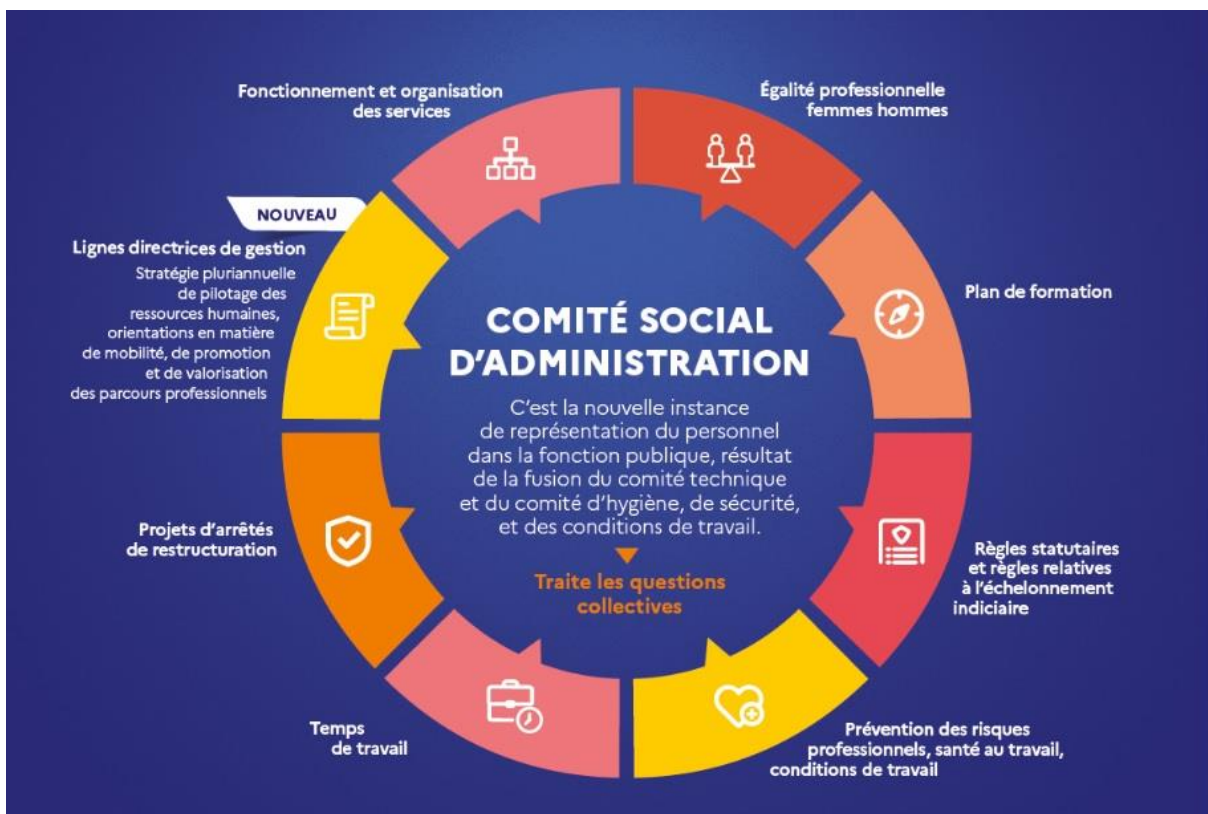 Fonctionnement et organisation
des services
Égalité professionnelle
femmes hommes
NOUVEAU
Lignes directrices de gestion
Stratégie pluriannuelle
de pilotage des
ressources humaines,
orientations en matière
de mobilité, de promotion
et de valorisation
des parcours professionnels
Plan de formation
COMITÉ SOCIAL
D'ADMINISTRATION
C'est la nouvelle instance
de représentation du personnel
dans la fonction publique, résultat
de la fusion du comité technique
et du comité d'hygiène, de sécurité,
et des conditions de travail.
Traite les questions
collectives
Projets d'arrêtés
de restructuration
Règles statutaires
et règles relatives
à l'échelonnement
indiciaire
Temps
de travail
Prévention des risques
professionnels, santé au travail,
conditions de travail